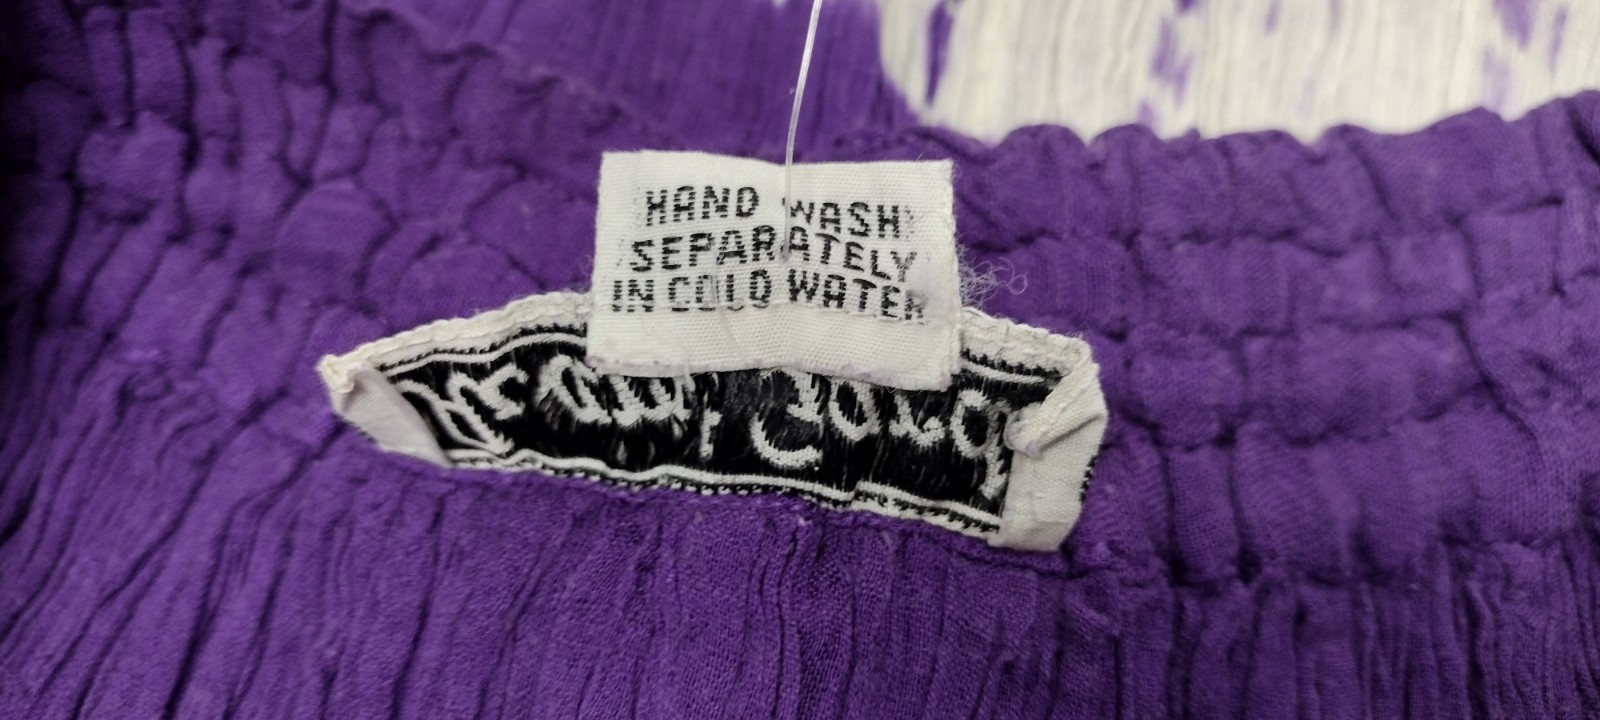 HAND WASH
SEPARATELY
IN COLD WATER